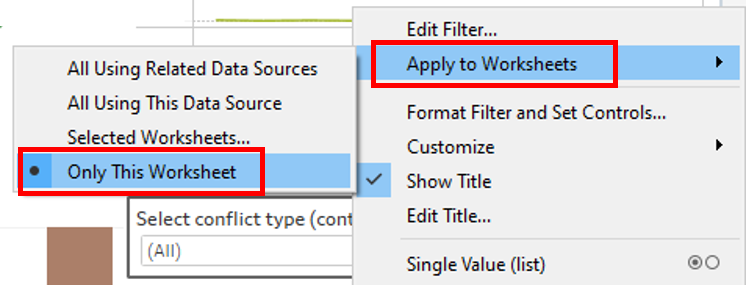 Edit Filter...
Apply to Worksheets
Format Filter and Set Controls...
Customize
Show Title
Edit Title...
Single Value (list)
All Using Related Data Sources
All Using This Data Source
Selected Worksheets...
Only This Worksheet
Select conflict type (cont
(All)